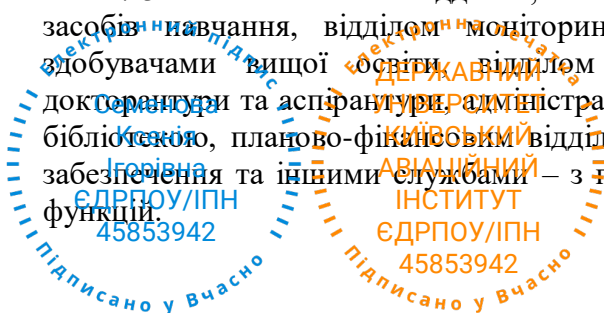 засобів навчання, відділом моніторин
здобувачами вищої освіти, відділом
докторантури та аспірантури, адміністра
бібліотекою, планово-фінансовим відділ
забезпечення та іншими службами – з
функцій.
Електронний підпис
Семенова
Ксенія
Ігорівна
ЄДРПОУ/ІПН
45853942
Підписано у Вчасно
Електронна печатка
ДЕРЖАВНИЙ
УНІВЕРСИТЕТ
КИЇВСЬКИЙ
АВІАЦІЙНИЙ
ІНСТИТУТ
ЄДРПОУ/ІПН
45853942
Підписано у Вчасно